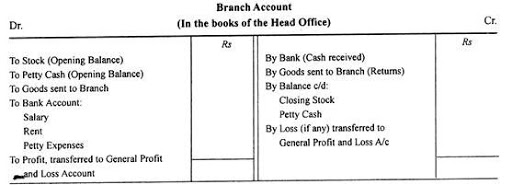 Branch Account
Dr.
(In the books of the Head Office)
Cr.
Rs
To Stock (Opening Balance)
To Petty Cash (Opening Balance)
To Goods sent to Branch
To Bank Account:
Salary
Rent
Petty Expenses
To Profit, transferred to General Profit
and Loss Account
Rs
By Bank (Cash received)
By Goods sent to Branch (Returns)
By Balance c/d:
Closing Stock
Petty Cash
By Loss (if any) transferred to
General Profit and Loss A/c